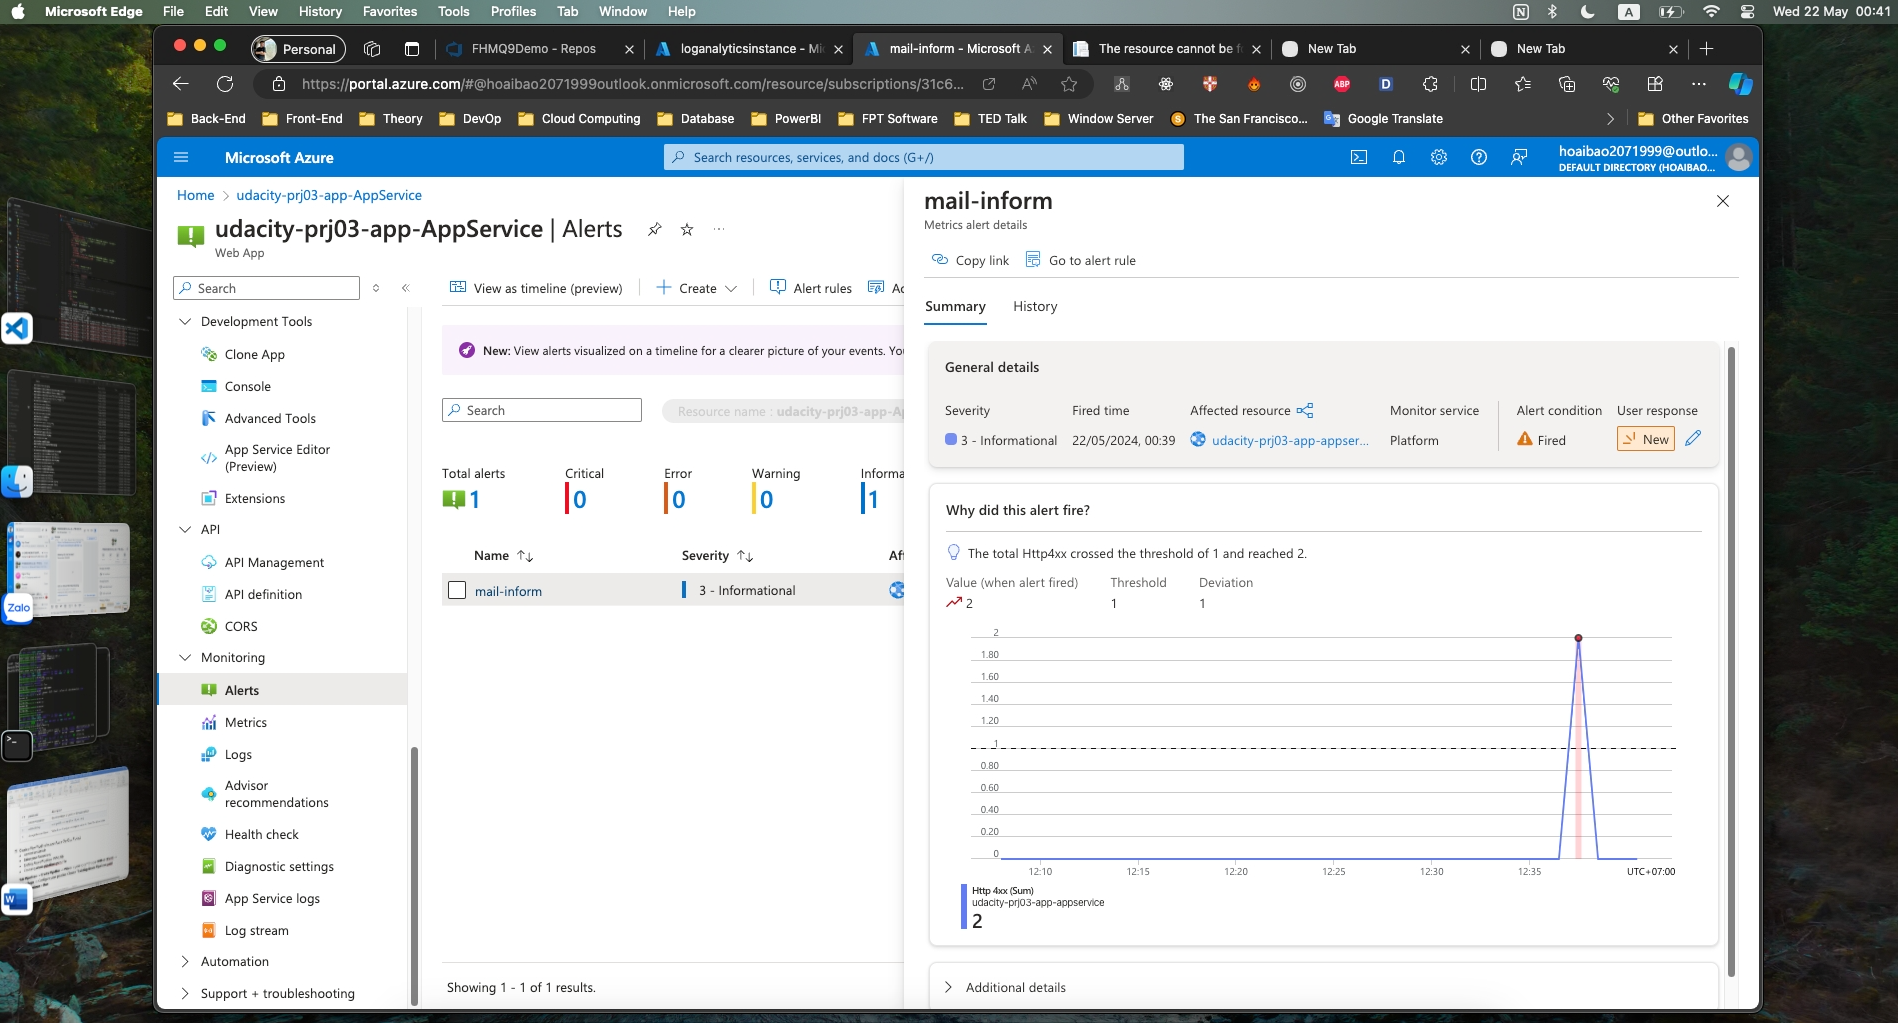 Microsoft Edge File Edit View History Favorites Tools Profiles Tab Window Help
N A Wed 22 May 00:41
Personal FHMQ9Demo - Repos loganalyticsinstance - Mi mail-inform - Microsoft A The resource cannot be f New Tab New Tab
https://portal.azure.com/#@hoaibao2071999outlook.onmicrosoft.com/resource/subscriptions/31c6...
ABP D
Back-End Front-End Theory DevOp Cloud Computing Database PowerBI FPT Software TED Talk Window Server The San Francisco... Google Translate Other Favorites
Microsoft Azure
Search resources, services, and docs (G+/)
hoaibao2071999@outlo...
DEFAULT DIRECTORY (HOAIBAO...
Home > udacity-prj03-app-AppService
udacity-prj03-app-AppService | Alerts
Web App
Search
Development Tools
Clone App
Console
Advanced Tools
App Service Editor
(Preview)
Extensions
API
API Management
API definition
CORS
Monitoring
Alerts
Metrics
Logs
Advisor
recommendations
Health check
Diagnostic settings
App Service logs
Log stream
Automation
Support + troubleshooting
View as timeline (preview) Create Alert rules Ac
New: View alerts visualized on a timeline for a clearer picture of your events. Yo
Search
Resource name : udacity-prj03-app-A
Total alerts Critical Error Warning Informa
1 0 0 0 1
Name Severity Af
mail-inform 3 - Informational
Showing 1 - 1 of 1 results.
mail-inform
Metrics alert details
Copy link Go to alert rule
Summary History
General details
Severity Fired time Affected resource Monitor service Alert condition User response
3 - Informational 22/05/2024, 00:39 udacity-prj03-app-appser... Platform Fired New
Why did this alert fire?
The total Http4xx crossed the threshold of 1 and reached 2.
Value (when alert fired) Threshold Deviation
2 1 1
2
1.80
1.60
1.40
1.20
1
0.80
0.60
0.40
0.20
0
12:10 12:15 12:20 12:25 12:30 12:35 UTC+07:00
Http 4xx (Sum)
udacity-prj03-app-appservice
2
Additional details
Zalo
W